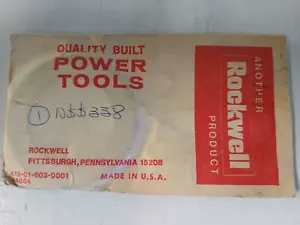 QUALITY BUILT
POWER
TOOLS
ANOTHER
Rockwell
PRODUCT
ROCKWELL
PITTSBURGH, PENNSYLVANIA 15208
MADE IN U.S.A.